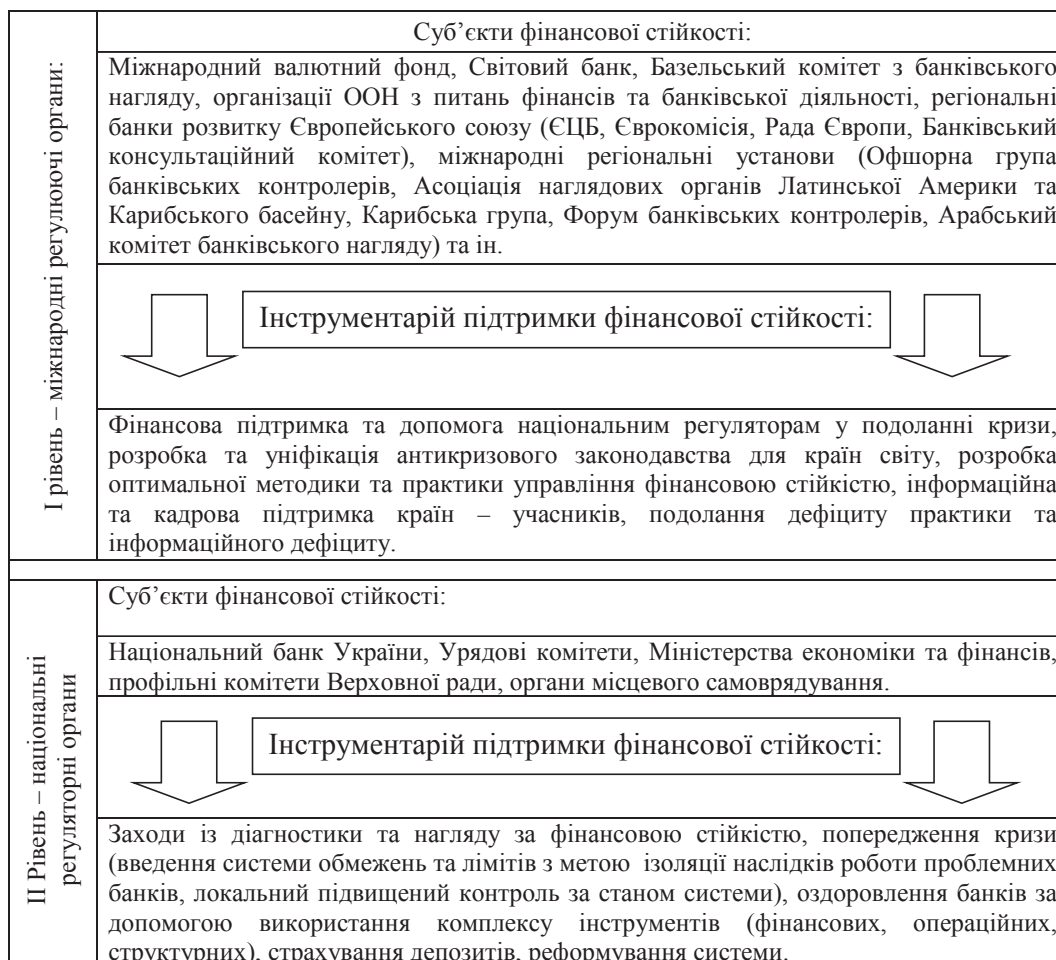 І рівень – міжнародні регулюючі органи:
Суб’єкти фінансової стійкості:
Міжнародний валютний фонд, Світовий банк, Базельський комітет з банківського
нагляду, організації ООН з питань фінансів та банківської діяльності, регіональні
банки розвитку Європейського союзу (ЄЦБ, Єврокомісія, Рада Європи, Банківський
консультаційний комітет), міжнародні регіональні установи (Офшорна група
банківських контролерів, Асоціація наглядових органів Латинської Америки та
Карибського басейну, Карибська група, Форум банківських контролерів, Арабський
комітет банківського нагляду) та ін.
Інструментарій підтримки фінансової стійкості:
Фінансова підтримка та допомога національним регуляторам у подоланні кризи,
розробка та уніфікація антикризового законодавства для країн світу, розробка
оптимальної методики та практики управління фінансовою стійкістю, інформаційна
та кадрова підтримка країн – учасників, подолання дефіциту практики та
інформаційного дефіциту.
ІІ Рівень – національні
регуляторні органи
Суб’єкти фінансової стійкості:
Національний банк України, Урядові комітети, Міністерства економіки та фінансів,
профільні комітети Верховної ради, органи місцевого самоврядування.
Інструментарій підтримки фінансової стійкості:
Заходи із діагностики та нагляду за фінансовою стійкістю, попередження кризи
(введення системи обмежень та лімітів з метою ізоляції наслідків роботи проблемних
банків, локальний підвищений контроль за станом системи), оздоровлення банків за
допомогою використання комплексу інструментів (фінансових, операційних,
структурних), страхування депозитів, реформування системи.